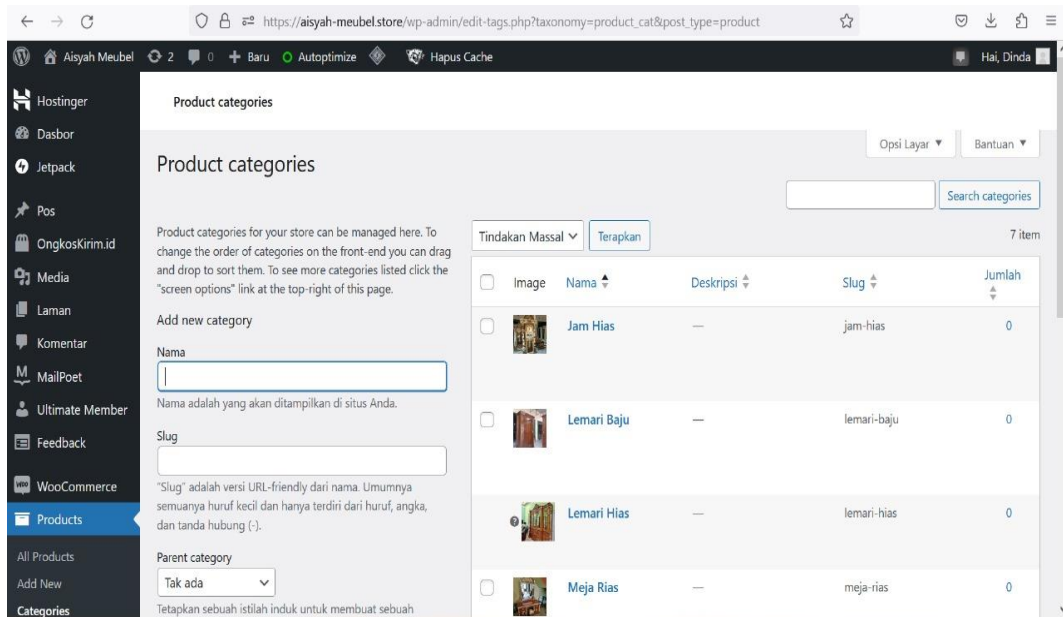 https://aisyah-meubel.store/wp-admin/edit-tags.php?taxonomy=product_cat&post_type=product
Aisyah Meubel 2 0 + Baru Autoptimize Hapus Cache Hai, Dinda
Hostinger
Dasbor
Jetpack
Pos
OngkosKirim.id
Media
Laman
Komentar
MailPoet
Ultimate Member
Feedback
WooCommerce
Products
All Products
Add New
Categories
Product categories
Opsi Layar ▼ Bantuan ▼
Product categories
Search categories
Product categories for your store can be managed here. To
change the order of categories on the front-end you can drag
and drop to sort them. To see more categories listed click the
"screen options" link at the top-right of this page.
Add new category
Nama
Nama adalah yang akan ditampilkan di situs Anda.
Slug
"Slug" adalah versi URL-friendly dari nama. Umumnya
semuanya huruf kecil dan hanya terdiri dari huruf, angka,
dan tanda hubung (-).
Parent category
Tak ada
Tetapkan sebuah istilah induk untuk membuat sebuah
Tindakan Massal Terapkan 7 item
Image Nama Deskripsi Slug Jumlah
Jam Hias — jam-hias 0
Lemari Baju — lemari-baju 0
Lemari Hias — lemari-hias 0
Meja Rias — meja-rias 0